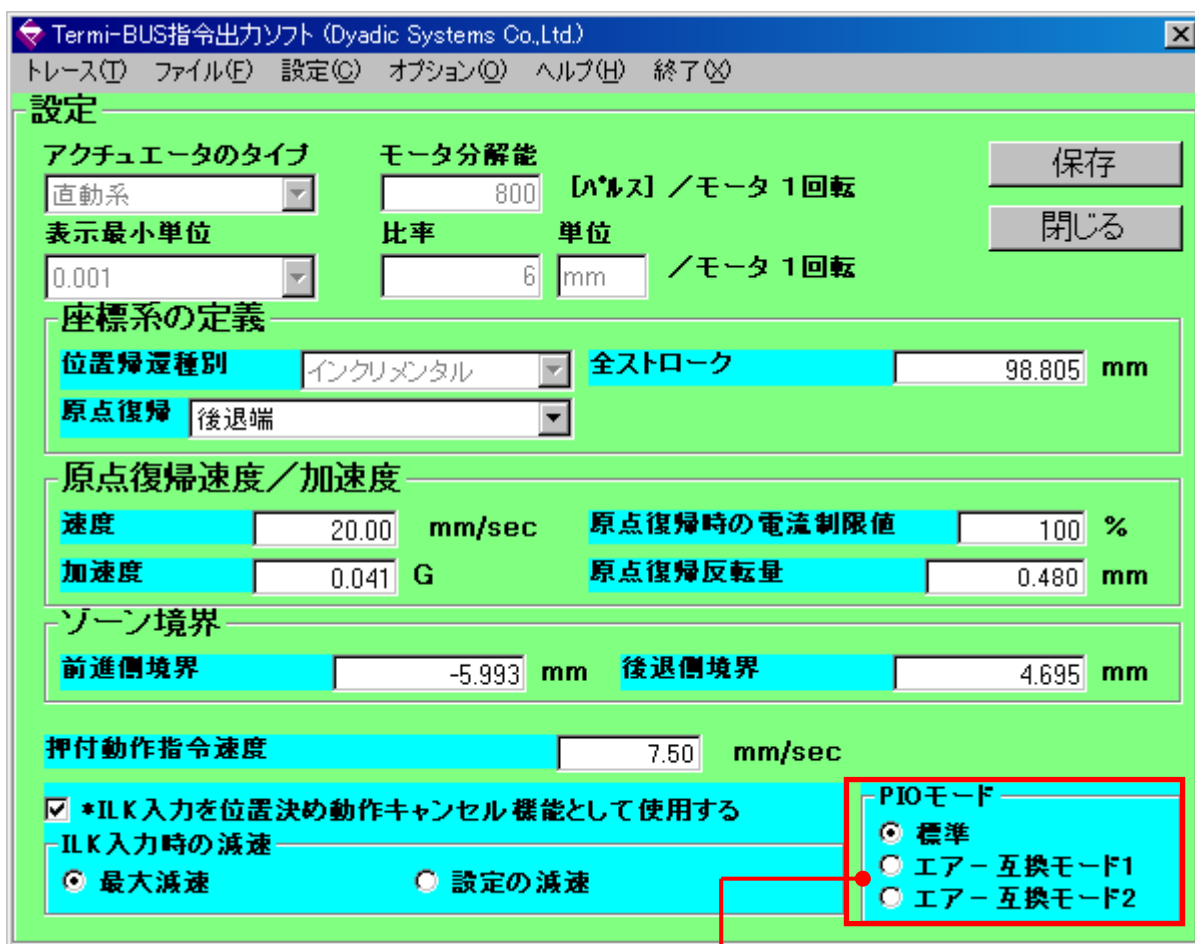 Termi-BUS指令出力ソフト (Dyadic Systems Co.,Ltd.)
トレース(T) ファイル(F) 設定(C) オプション(O) ヘルプ(H) 終了(X)
設定
アクチュエータのタイプ モータ分解能
保存
直動系 800 [パルス] /モータ 1回転
表示最小単位 比率 単位
閉じる
0.001 6 mm /モータ 1回転
座標系の定義
位置帰還種別 インクリメンタル 全ストローク 98.805 mm
原点復帰 後退端
原点復帰速度/加速度
速度 20.00 mm/sec 原点復帰時の電流制限値 100 %
加速度 0.041 G 原点復帰反転量 0.480 mm
ゾーン境界
前進側境界 -5.993 mm 後退側境界 4.695 mm
押付動作指令速度 7.50 mm/sec
*ILK入力を位置決め動作キャンセル機能として使用する
ILK入力時の減速
最大減速 設定の減速
PIOモード
標準
エアー互換モード1
エアー互換モード2